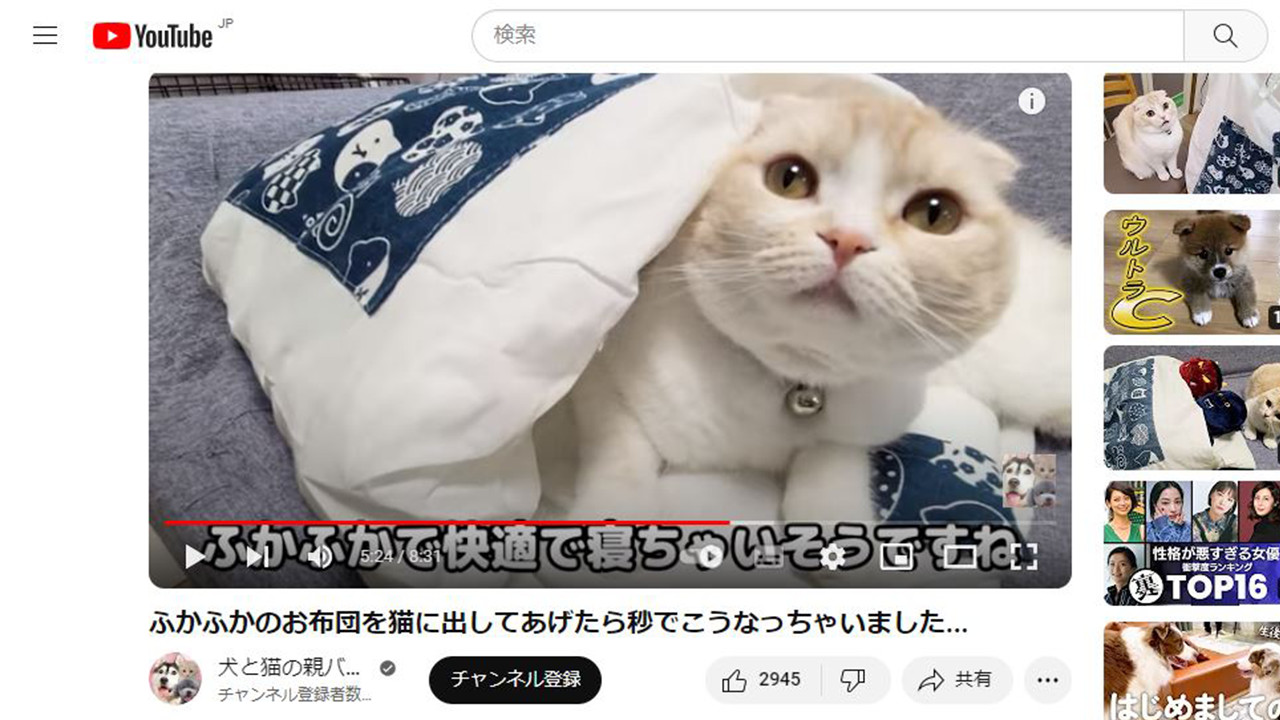 YouTube JP
検索
ふかふかで快適で寝ちゃいそうですね
5:24 / 8:31
ふかふかのお布団を猫に出してあげたら秒でこうなっちゃいました...
犬と猫の親バ...
チャンネル登録者数...
チャンネル登録
2945
共有
ウルトラ
C
性格が悪すぎる女優
衝撃度ランキング
裏TOP16
生後
はじめましての